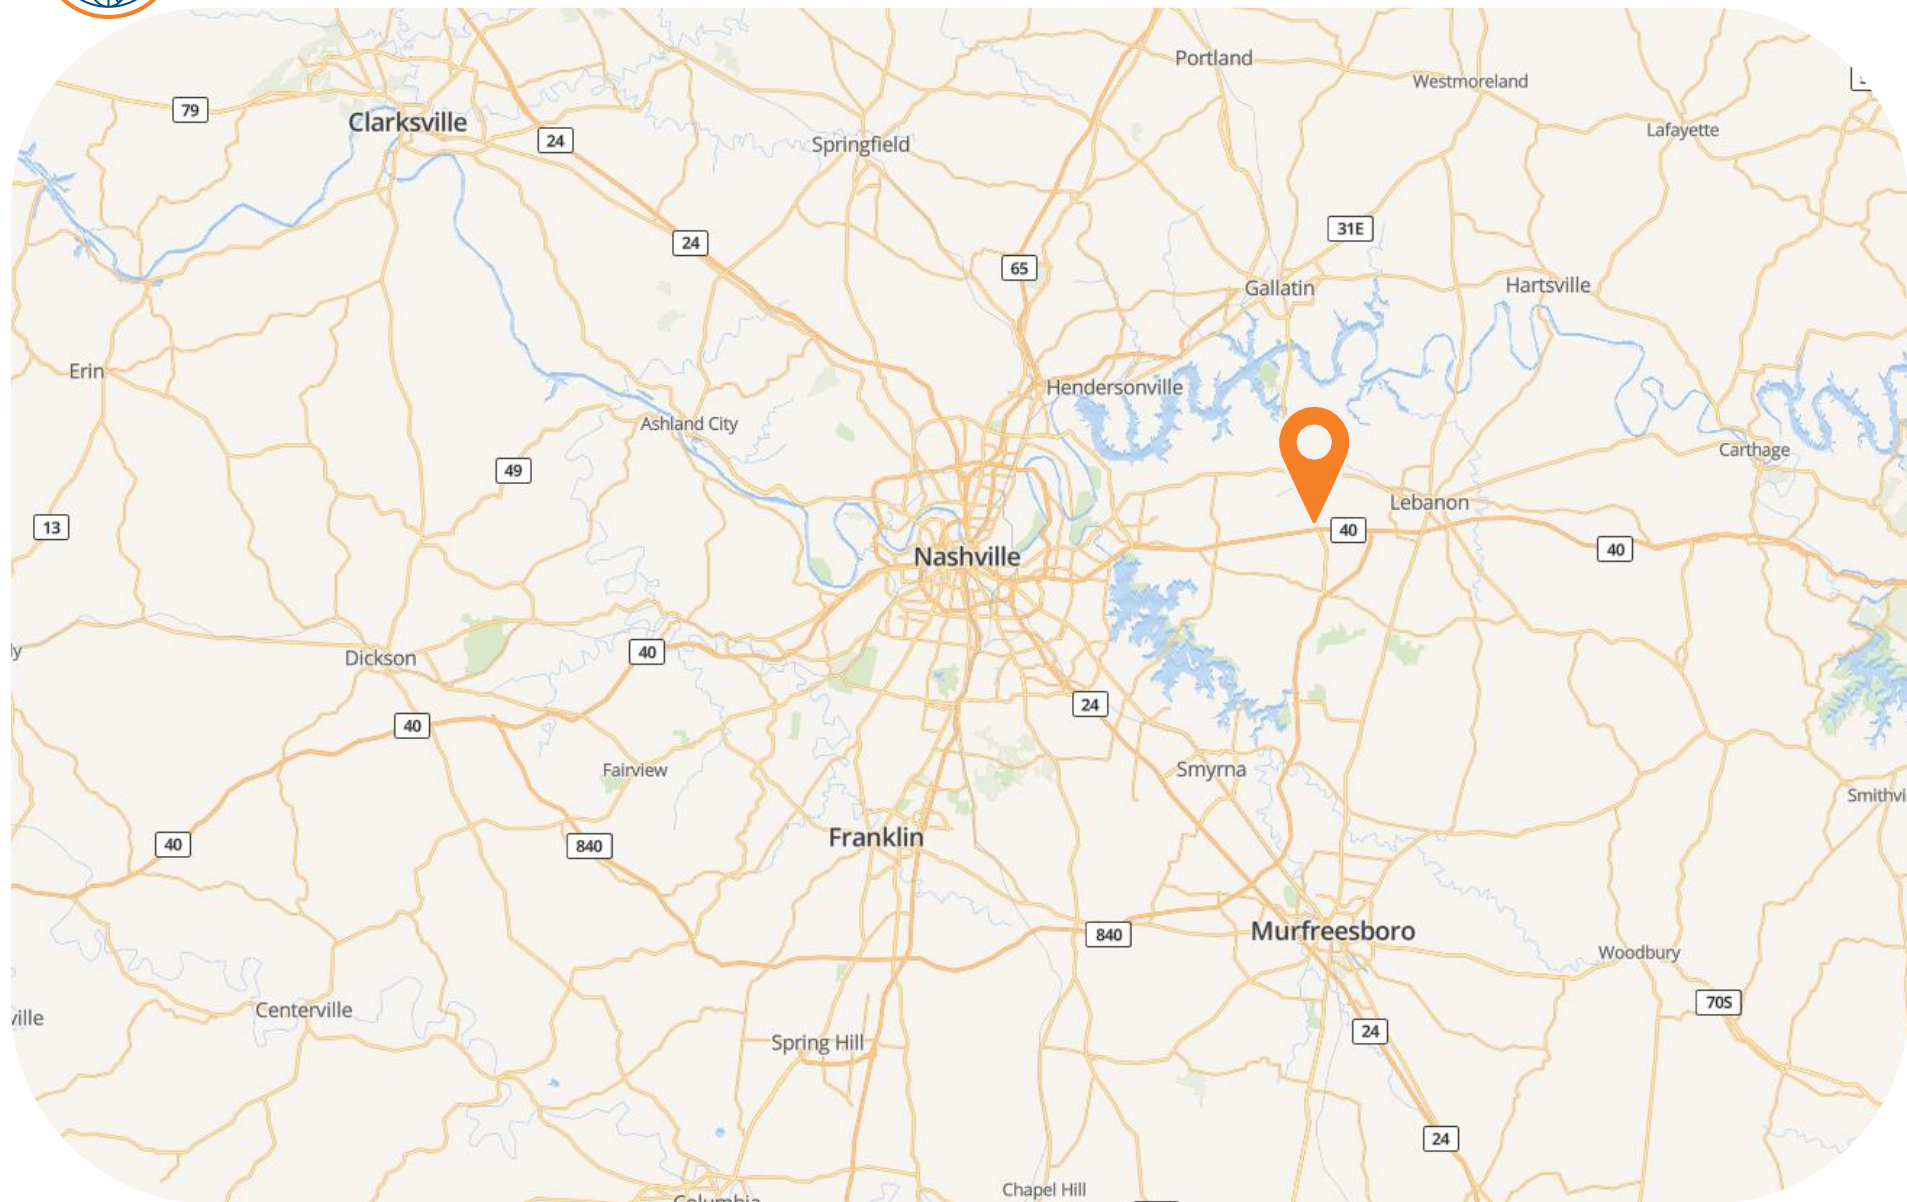 Portland
Westmoreland
79
Clarksville
24
Springfield
Lafayette
31E
24
65
Gallatin
Hartsville
Erin
Hendersonville
Ashland City
Carthage
49
Lebanon
13
40
40
Nashville
40
Dickson
24
40
Fairview
Smyrna
Smithvi
Franklin
40
840
840
Murfreesboro
Woodbury
70S
Centerville
ville
24
Spring Hill
24
Chapel Hill
Columbia